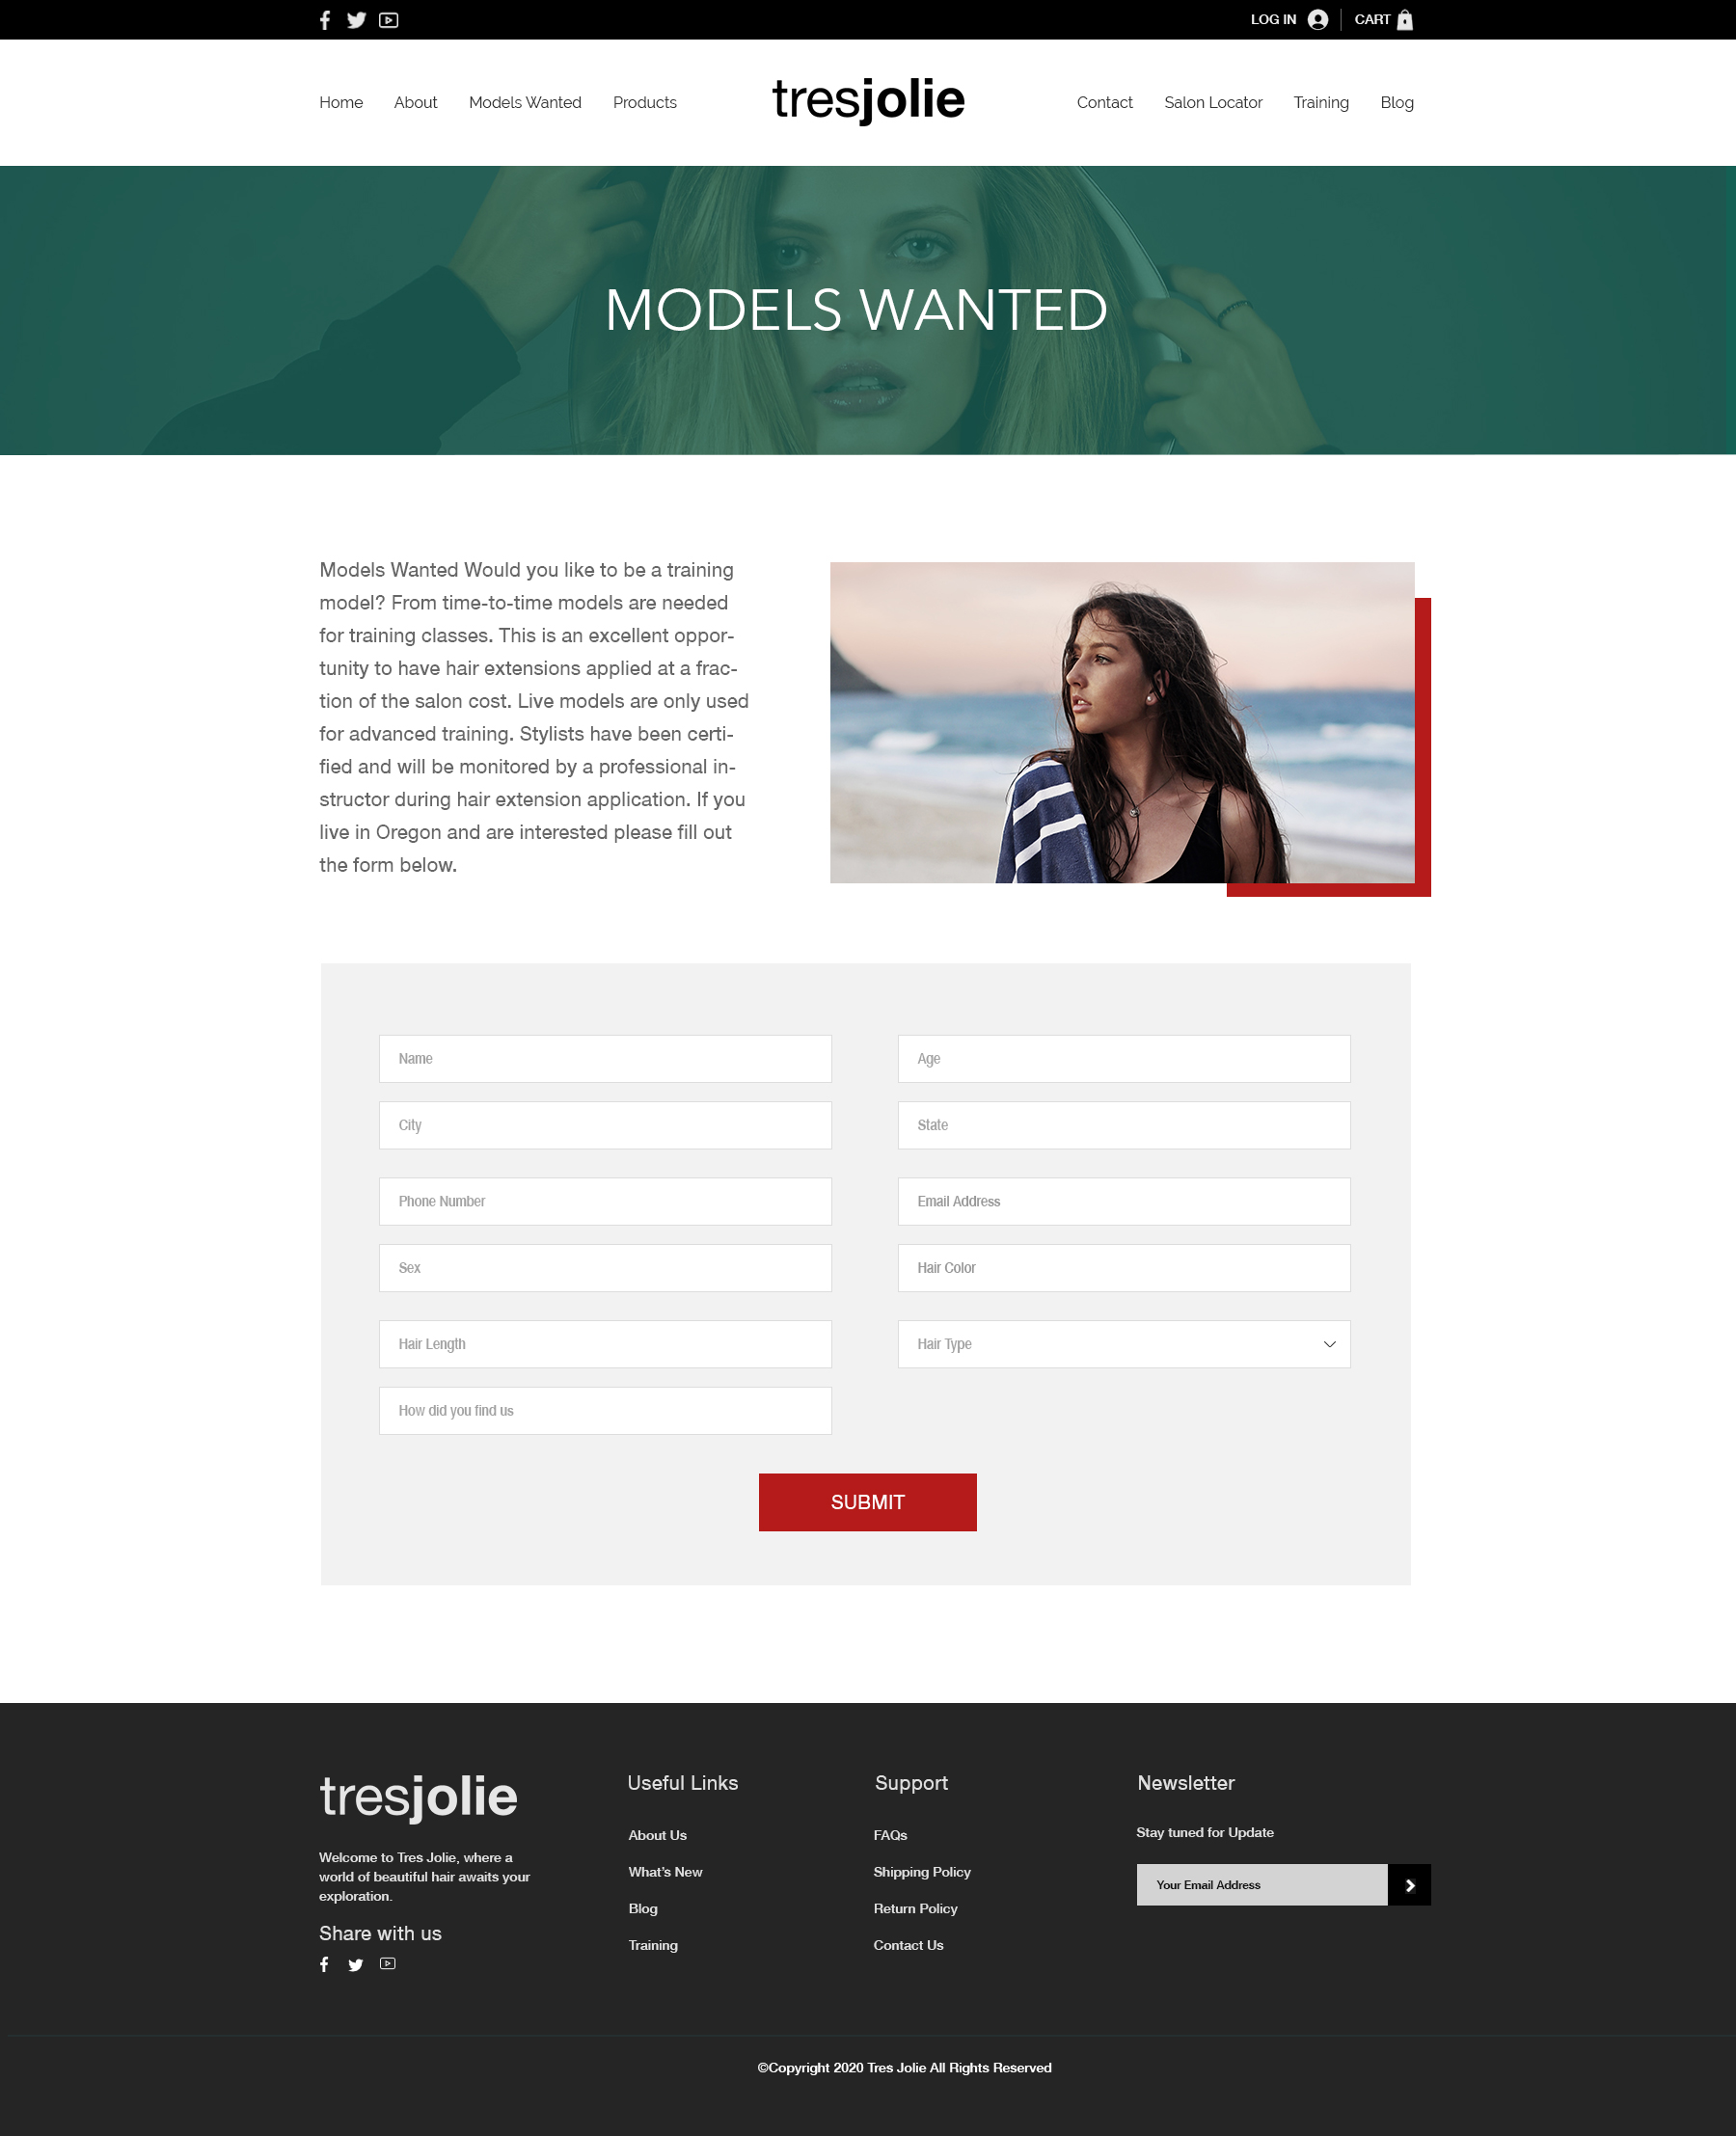 LOG IN
CART
Home
About
Models Wanted
Products
tresjolie
Contact
Salon Locator
Training
Blog
MODELS WANTED
Models Wanted Would you like to be a training
model? From time-to-time models are needed
for training classes. This is an excellent oppor-
tunity to have hair extensions applied at a frac-
tion of the salon cost. Live models are only used
for advanced training. Stylists have been certi-
fied and will be monitored by a professional in-
structor during hair extension application. If you
live in Oregon and are interested please fill out
the form below.
Name
Age
City
State
Phone Number
Email Address
Sex
Hair Color
Hair Length
Hair Type
How did you find us
SUBMIT
tresjolie
Welcome to Tres Jolie, where a
world of beautiful hair awaits your
exploration.
Share with us
Useful Links
About Us
What's New
Blog
Training
Support
FAQs
Shipping Policy
Return Policy
Contact Us
Newsletter
Stay tuned for Update
Your Email Address
©Copyright 2020 Tres Jolie All Rights Reserved